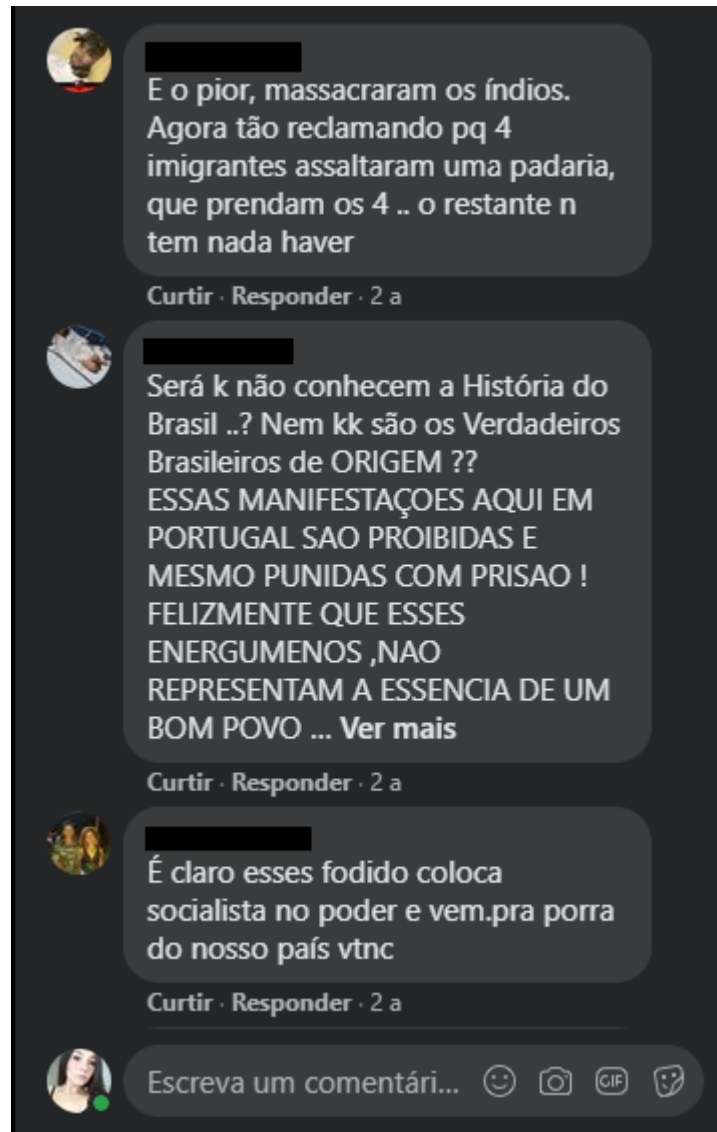 E o pior, massacraram os índios.
Agora tão reclamando pq 4
imigrantes assaltaram uma padaria,
que prendam os 4 .. o restante n
tem nada haver
Curtir · Responder · 2 a
Será k não conhecem a História do
Brasil ..? Nem kk são os Verdadeiros
Brasileiros de ORIGEM ??
ESSAS MANIFESTAÇOES AQUI EM
PORTUGAL SAO PROIBIDAS E
MESMO PUNIDAS COM PRISAO !
FELIZMENTE QUE ESSES
ENERGUMENOS ,NAO
REPRESENTAM A ESSENCIA DE UM
BOM POVO ... Ver mais
Curtir · Responder · 2 a
É claro esses fodido coloca
socialista no poder e vem.pra porra
do nosso país vtnc
Curtir · Responder · 2 a
Escreva um comentári... GIF